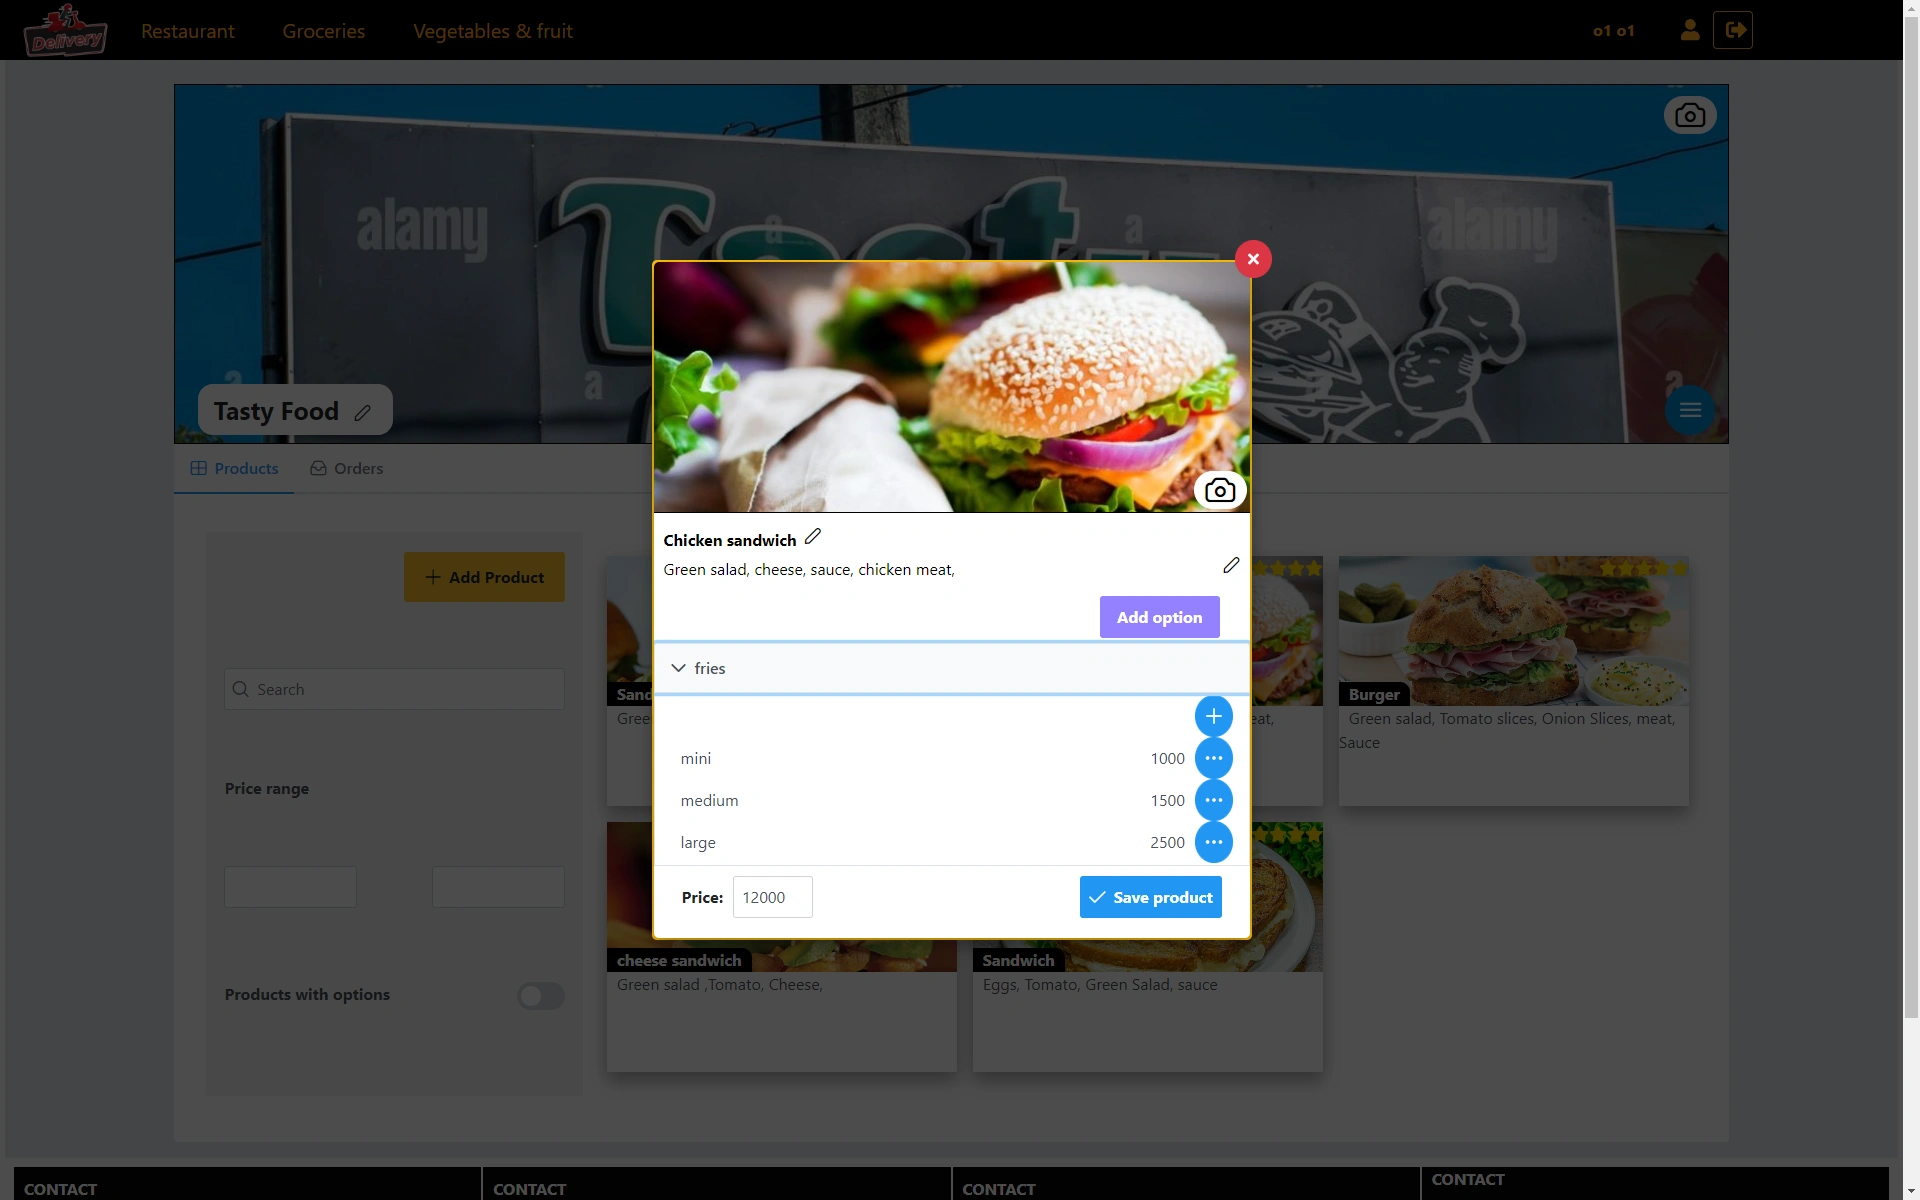 Delivery
Restaurant
Groceries
Vegetables & fruit
o1 o1
alamy
a
a
alamy
a
a
a
Tasty Food
Products
Orders
Chicken sandwich
Green salad, cheese, sauce, chicken meat,
Add option
fries
mini
1000
medium
1500
large
2500
Price:
12000
Save product
Add Product
Search
Price range
Products with options
Burger
Green salad, Tomato slices, Onion Slices, meat,
Sauce
cheese sandwich
Green salad ,Tomato, Cheese,
Sandwich
Eggs, Tomato, Green Salad, sauce
CONTACT
CONTACT
CONTACT
CONTACT